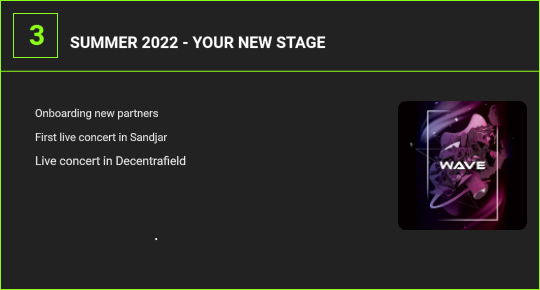 3
SUMMER 2022 - YOUR NEW STAGE
Onboarding new partners
First live concert in Sandjar
Live concert in Decentrafield
.
WAVE